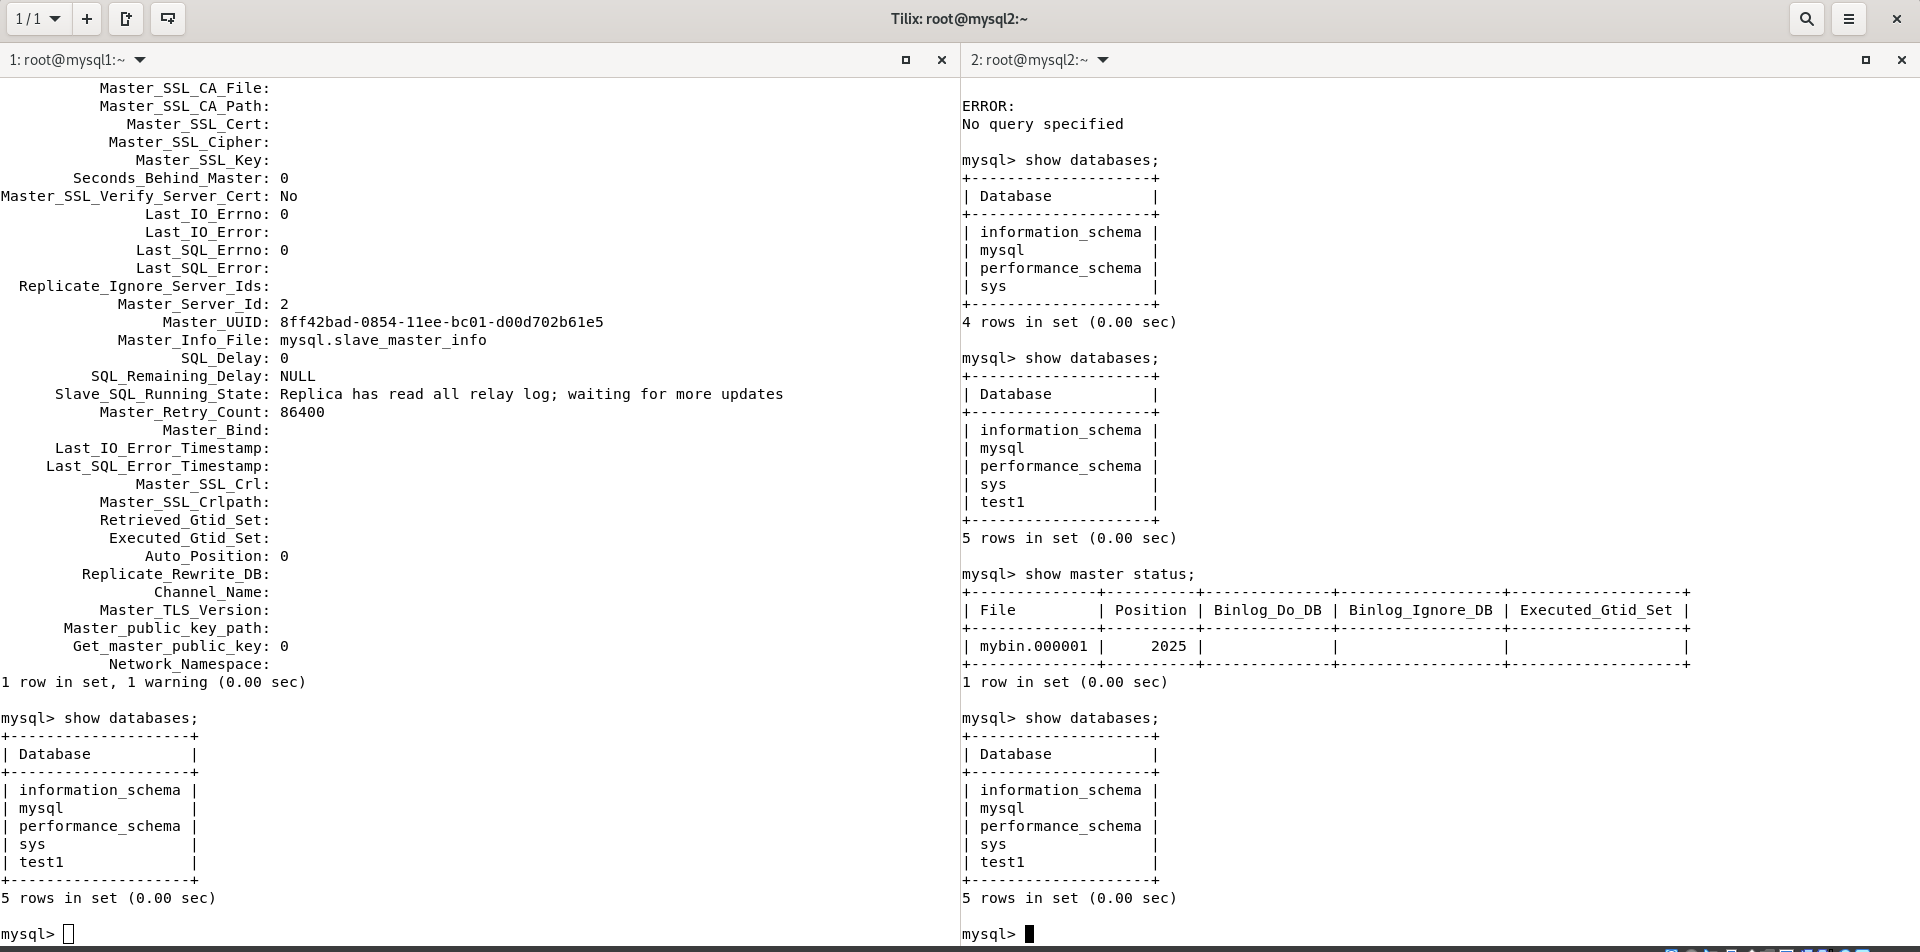 1 / 1
Tilix: root@mysql2:~
1: root@mysql1:~
Master_SSL_CA_File:
Master_SSL_CA_Path:
Master_SSL_Cert:
Master_SSL_Cipher:
Master_SSL_Key:
Seconds_Behind_Master: 0
Master_SSL_Verify_Server_Cert: No
Last_IO_Errno: 0
Last_IO_Error:
Last_SQL_Errno: 0
Last_SQL_Error:
Replicate_Ignore_Server_Ids:
Master_Server_Id: 2
Master_UUID: 8ff42bad-0854-11ee-bc01-d00d702b61e5
Master_Info_File: mysql.slave_master_info
SQL_Delay: 0
SQL_Remaining_Delay: NULL
Slave_SQL_Running_State: Replica has read all relay log; waiting for more updates
Master_Retry_Count: 86400
Master_Bind:
Last_IO_Error_Timestamp:
Last_SQL_Error_Timestamp:
Master_SSL_Crl:
Master_SSL_Crlpath:
Retrieved_Gtid_Set:
Executed_Gtid_Set:
Auto_Position: 0
Replicate_Rewrite_DB:
Channel_Name:
Master_TLS_Version:
Master_public_key_path:
Get_master_public_key: 0
Network_Namespace:
1 row in set, 1 warning (0.00 sec)
mysql> show databases;
+--------------------+
| Database           |
+--------------------+
| information_schema |
| mysql              |
| performance_schema |
| sys                |
| test1              |
+--------------------+
5 rows in set (0.00 sec)
mysql>
2: root@mysql2:~
ERROR:
No query specified
mysql> show databases;
+--------------------+
| Database           |
+--------------------+
| information_schema |
| mysql              |
| performance_schema |
| sys                |
+--------------------+
4 rows in set (0.00 sec)
mysql> show databases;
+--------------------+
| Database           |
+--------------------+
| information_schema |
| mysql              |
| performance_schema |
| sys                |
| test1              |
+--------------------+
5 rows in set (0.00 sec)
mysql> show master status;
+--------------+----------+--------------+------------------+-------------------+
| File         | Position | Binlog_Do_DB | Binlog_Ignore_DB | Executed_Gtid_Set |
+--------------+----------+--------------+------------------+-------------------+
| mybin.000001 |     2025 |              |                  |                   |
+--------------+----------+--------------+------------------+-------------------+
1 row in set (0.00 sec)
mysql> show databases;
+--------------------+
| Database           |
+--------------------+
| information_schema |
| mysql              |
| performance_schema |
| sys                |
| test1              |
+--------------------+
5 rows in set (0.00 sec)
mysql>